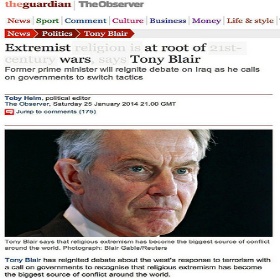 theguardian | TheObserver
News Sport Comment Culture Business Money Life & style
News Politics Tony Blair
Extremist religion is at root of 21st-
century wars, says Tony Blair
Former prime minister will reignite debate on Iraq as he calls
on governments to switch tactics
Toby Helm, political editor
The Observer, Saturday 25 January 2014 21.00 GMT
Jump to comments (175)
Tony Blair says that religious extremism has become the biggest source of conflict
around the world. Photograph: Blair Gable/Reuters
Tony Blair has reignited debate about the west's response to terrorism with
a call on governments to recognise that religious extremism has become
the biggest source of conflict around the world.